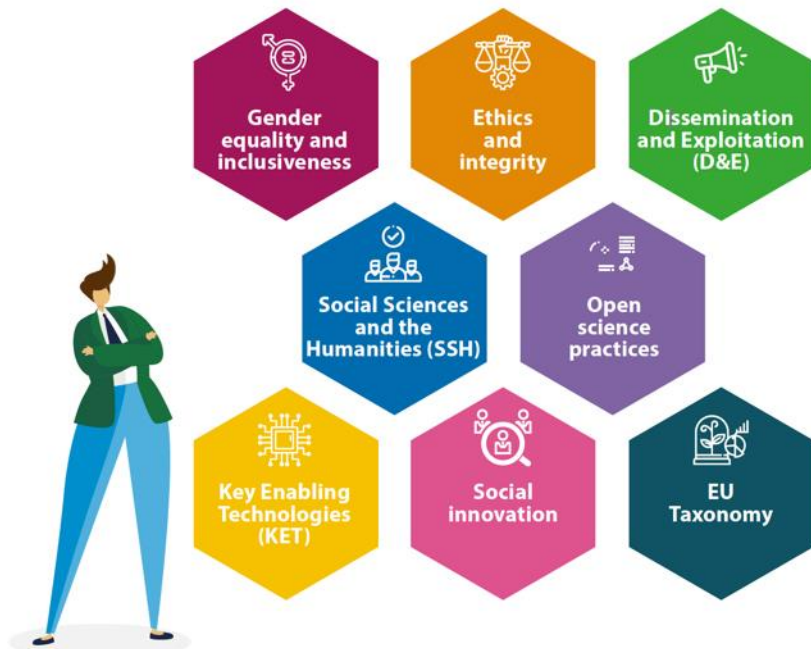 Gender
equality and
inclusiveness
Ethics
and
integrity
Dissemination
and Exploitation
(D&E)
Social Sciences
and the
Humanities (SSH)
Open
science
practices
Key Enabling
Technologies
(KET)
Social
innovation
EU
Taxonomy